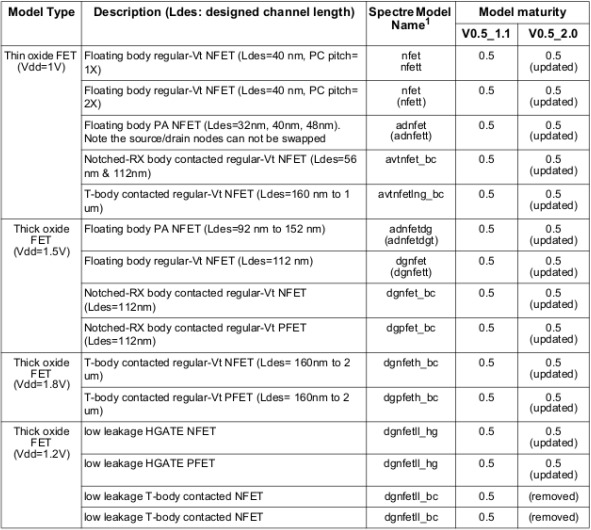 Model Type Description (Ldes: designed channel length) Spectre Model Name1 Model maturity
V0.5_1.1 V0.5_2.0
Thin oxide FET (Vdd=1V) Floating body regular-Vt NFET (Ldes=40 nm, PC pitch= 1X) nfet nfett 0.5 0.5 (updated)
Floating body regular-Vt NFET (Ldes=40 nm, PC pitch= 2X) nfet (nfett) 0.5 0.5 (updated)
Floating body PA NFET (Ldes=32nm, 40nm, 48nm). Note the source/drain nodes can not be swapped adnfet (adnfett) 0.5 0.5 (updated)
Notched-RX body contacted regular-Vt NFET (Ldes=56 nm & 112nm) avtnfet_bc 0.5 0.5 (updated)
T-body contacted regular-Vt NFET (Ldes=160 nm to 1 um) avtnfetlng_bc 0.5 0.5 (updated)
Thick oxide FET (Vdd=1.5V) Floating body PA NFET (Ldes=92 nm to 152 nm) adnfetdg (adnfetdgt) 0.5 0.5 (updated)
Floating body regular-Vt NFET (Ldes=112 nm) dgnfet (dgnfett) 0.5 0.5 (updated)
Notched-RX body contacted regular-Vt NFET (Ldes=112nm) dgnfet_bc 0.5 0.5 (updated)
Notched-RX body contacted regular-Vt PFET (Ldes=112nm) dgpfet_bc 0.5 0.5 (updated)
Thick oxide FET (Vdd=1.8V) T-body contacted regular-Vt NFET (Ldes= 160nm to 2 um) dgnfeth_bc 0.5 0.5 (updated)
T-body contacted regular-Vt PFET (Ldes= 160nm to 2 um) dgpfeth_bc 0.5 0.5 (updated)
Thick oxide FET (Vdd=1.2V) low leakage HGATE NFET dgnfetll_hg 0.5 0.5 (updated)
low leakage HGATE PFET dgnfetll_hg 0.5 0.5 (updated)
low leakage T-body contacted NFET dgnfetll_bc 0.5 (removed)
low leakage T-body contacted NFET dgnfetll_bc 0.5 (removed)